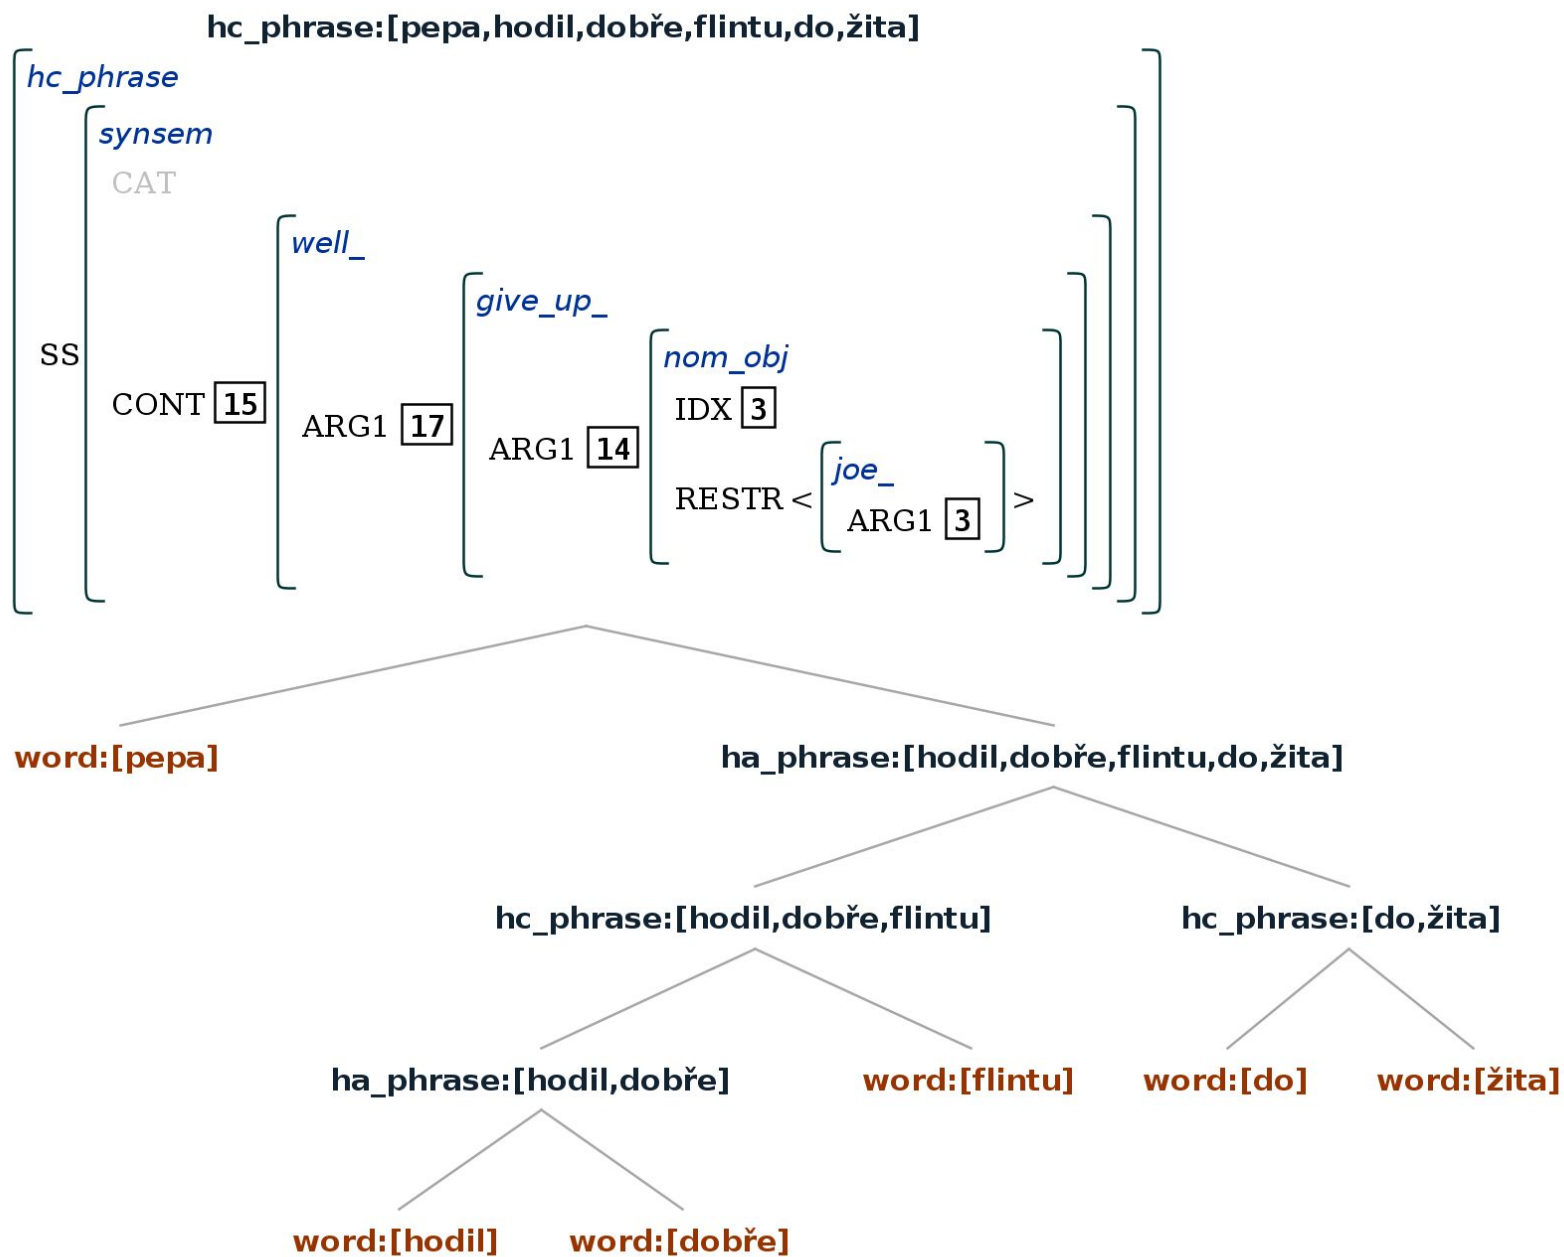 hc_phrase:[pepa,hodil,dobře,flintu,do,žita]
hc_phrase
synsem
CAT
well_
give_up_
nom_obj
SS
CONT 15
ARG1 17
ARG1 14
IDX 3
joe_
RESTR <
ARG1 3
>
word:[pepa]
ha_phrase:[hodil,dobře,flintu,do,žita]
hc_phrase:[hodil,dobře,flintu]
hc_phrase:[do,žita]
ha_phrase:[hodil,dobře]
word:[flintu]
word:[do]
word:[žita]
word:[hodil]
word:[dobře]